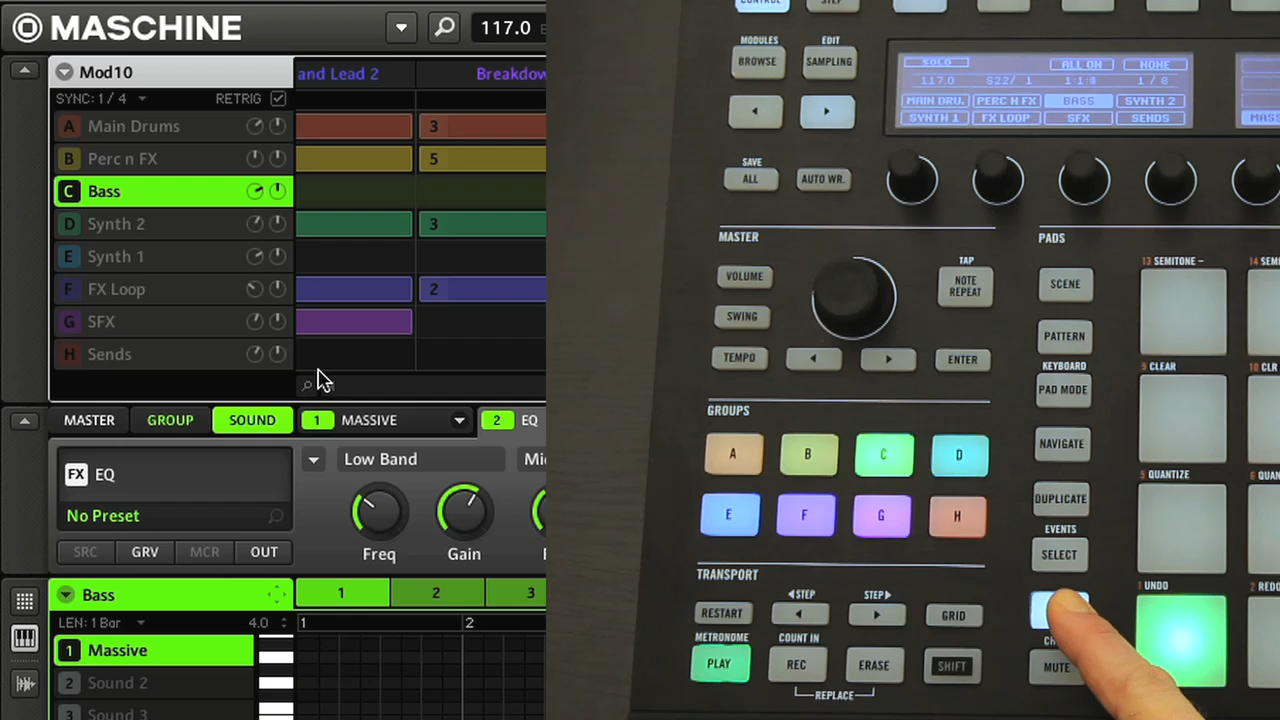 MASCHINE
117.0
Mod10
and Lead 2
Breakdow
SYNC: 1 / 4
RETRIG
A Main Drums
3
B Perc n FX
5
C Bass
D Synth 2
3
E Synth 1
F FX Loop
2
G SFX
H Sends
MASTER
GROUP
SOUND
1 MASSIVE
2 EQ
FX EQ
Low Band
No Preset
Freq
Gain
SRC
GRV
MCR
OUT
Bass
1
2
3
LEN: 1 Bar
4.0
1
2
1 Massive
2 Sound 2
3 Sound 3
CONTROL
STEP
MODULES
EDIT
BROWSE
SAMPLING
SOLO
ALL ON
NONE
117.0
S22/ 1
1:1:8
1 / 8
MAIN DRU.
PERC N FX
BASS
SYNTH 2
SYNTH 1
FX LOOP
SFX
SENDS
MASS
SAVE
ALL
AUTO WR.
MASTER
PADS
VOLUME
TAP
NOTE
REPEAT
SWING
TEMPO
ENTER
SCENE
PATTERN
KEYBOARD
PAD MODE
NAVIGATE
DUPLICATE
EVENTS
SELECT
MUTE
13 SEMITONE -
14 SEM
9 CLEAR
10 CLR
5 QUANTIZE
6 QUAN
1 UNDO
2 REDO
GROUPS
A
B
C
D
E
F
G
H
TRANSPORT
◀STEP
STEP▶
RESTART
GRID
METRONOME
COUNT IN
PLAY
REC
ERASE
SHIFT
REPLACE